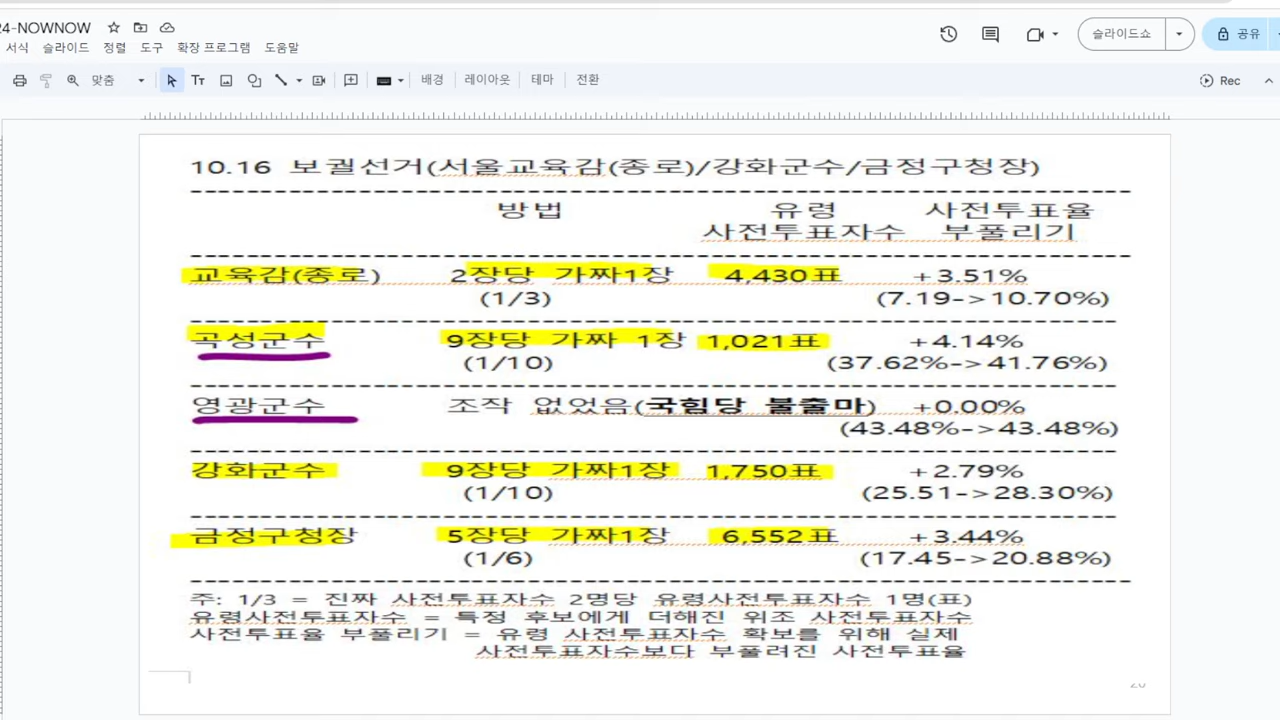 24-NOWNOW
서식 슬라이드 정렬 도구 확장 프로그램 도움말
슬라이드쇼
공유
맞춤
Tт
배경 레이아웃 테마 전환
Rec
10.16 보궐선거(서울교육감(종로)/강화군수/금정구청장)
방법 유령 사전투표율
사전투표자수 부풀리기
교육감(종로) 2장당 가짜1장 4,430표 +3.51%
(1/3) (7.19->10.70%)
곡성군수 9장당 가짜 1장 1,021표 +4.14%
(1/10) (37.62%->41.76%)
영광군수 조작 없었음(국힘당 불출마) +0.00%
(43.48%->43.48%)
강화군수 9장당 가짜1장 1,750표 +2.79%
(1/10) (25.51->28.30%)
금정구청장 5장당 가짜1장 6,552표 +3.44%
(1/6) (17.45->20.88%)
주: 1/3 = 진짜 사전투표자수 2명당 유령사전투표자수 1명(표)
유령사전투표자수 = 특정 후보에게 더해진 위조 사전투표자수
사전투표율 부풀리기 = 유령 사전투표자수 확보를 위해 실제
사전투표자수보다 부풀려진 사전투표율